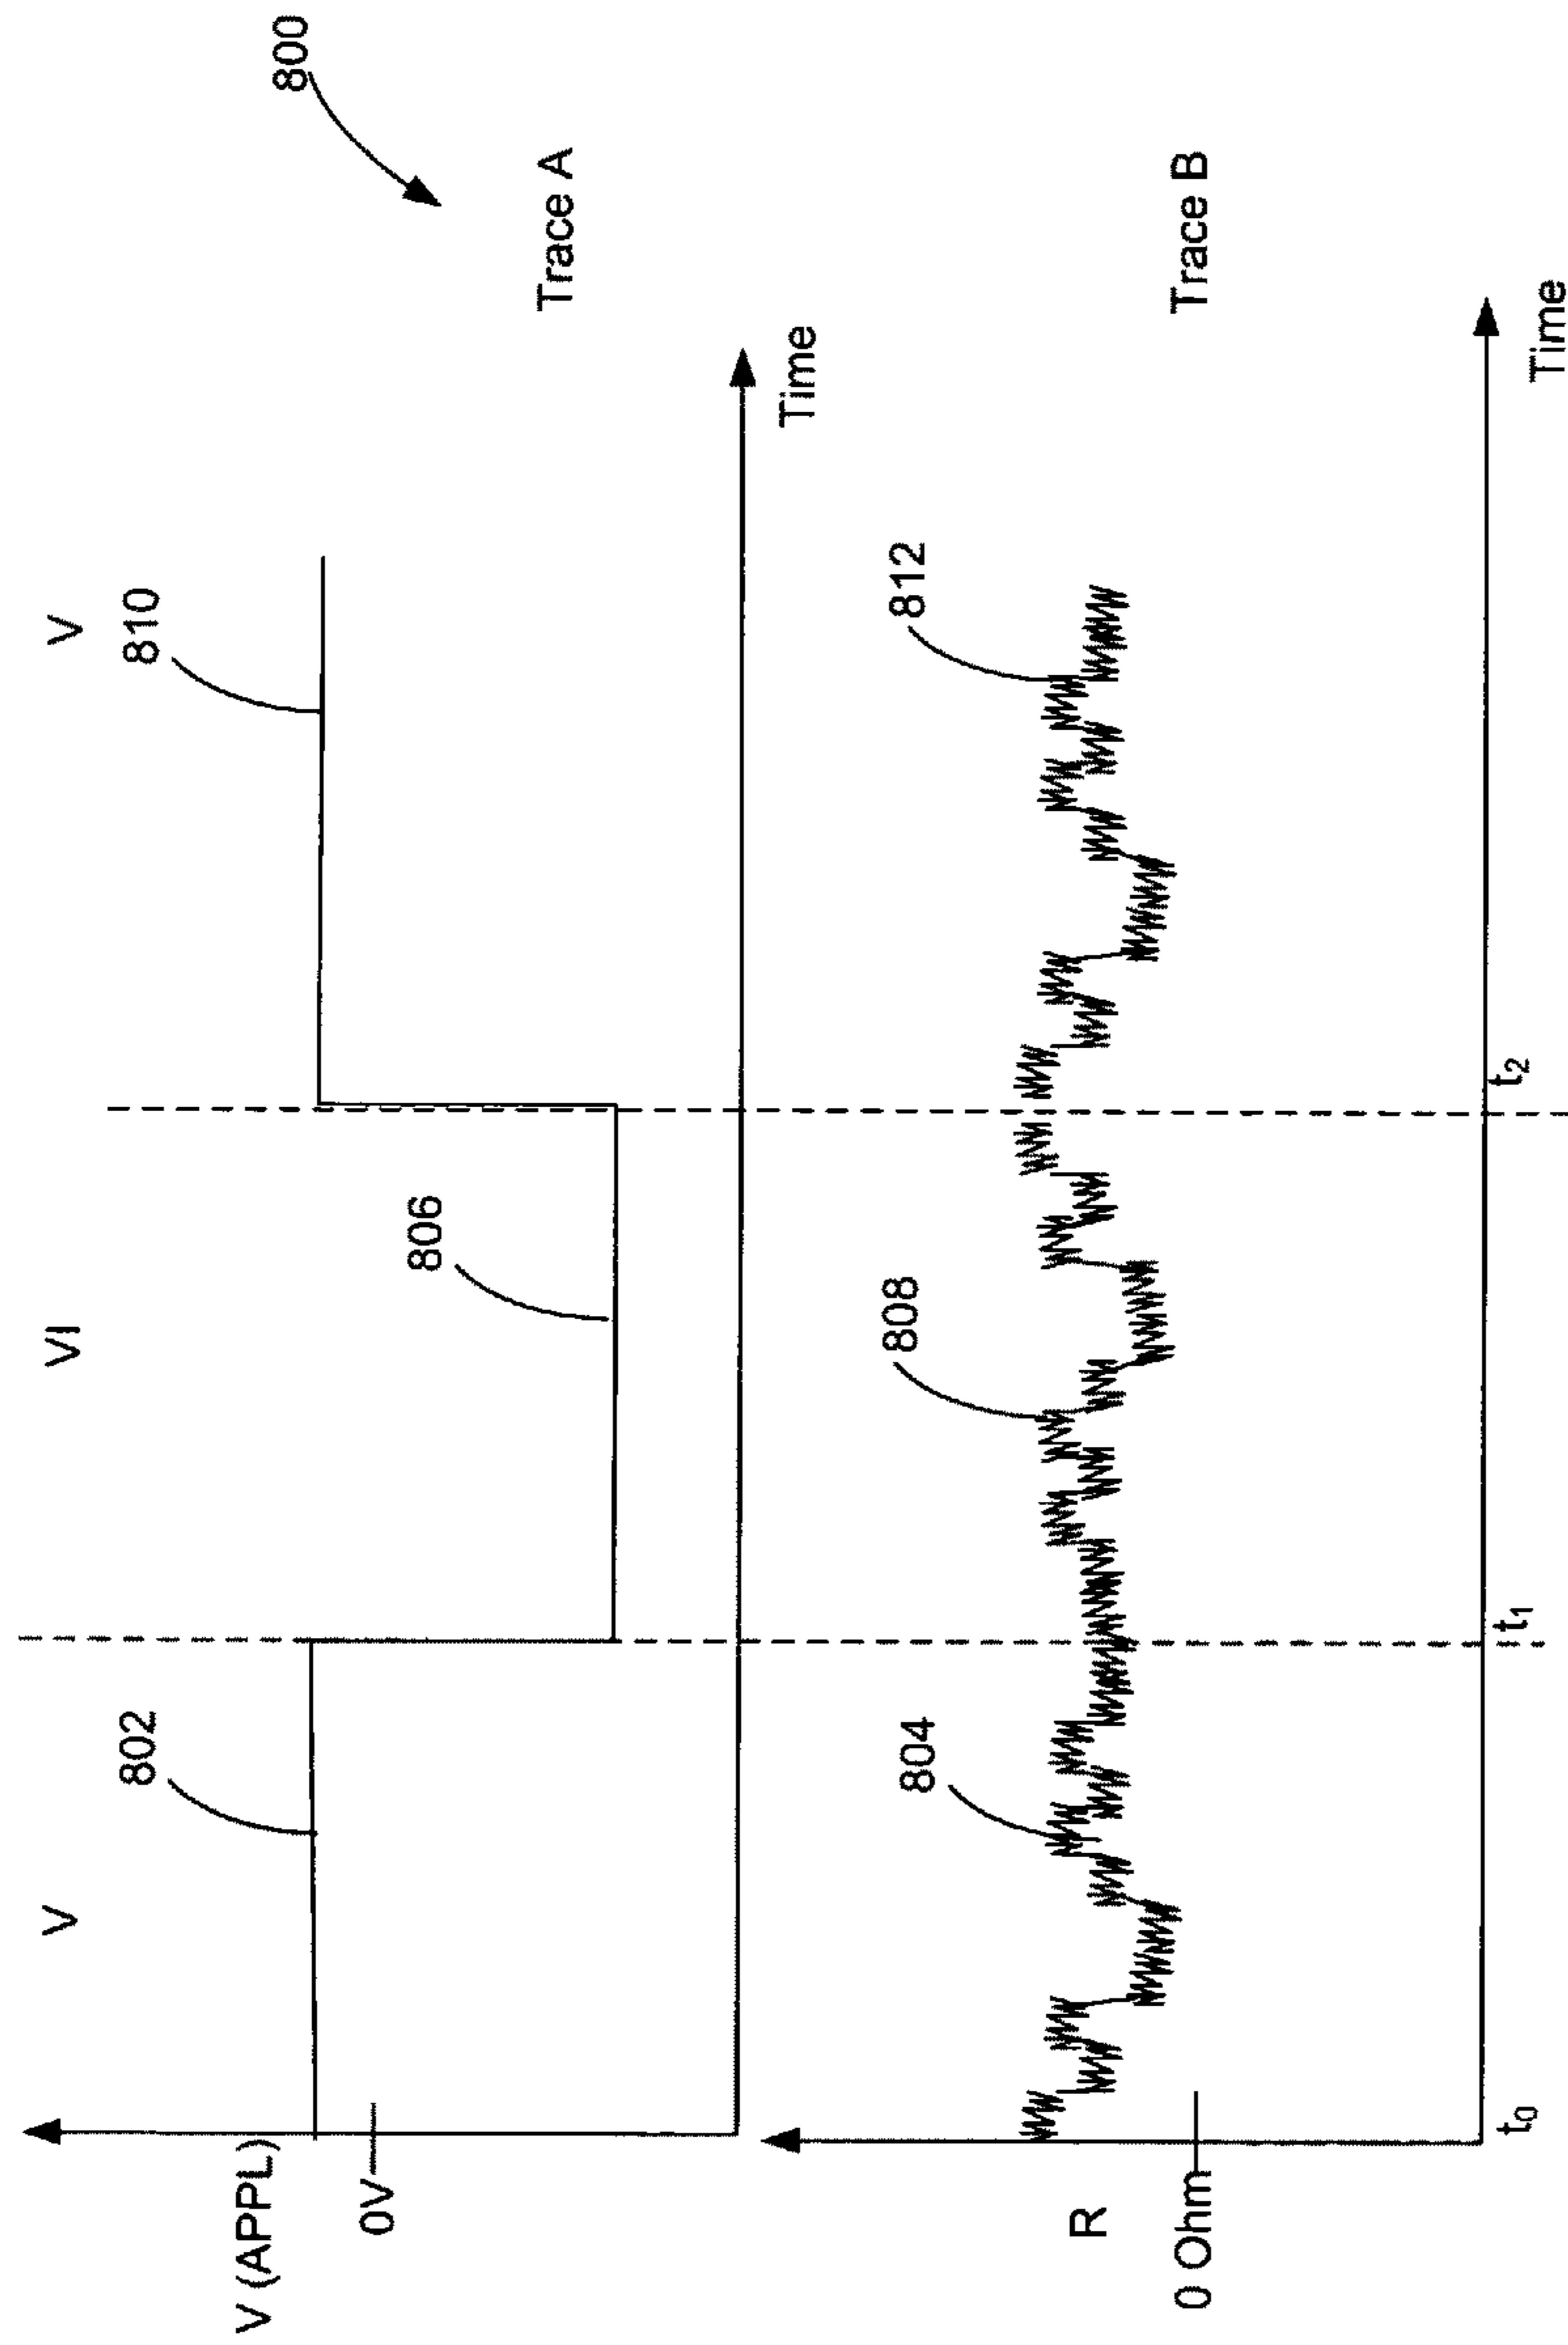 800
V
VI
V
802
806
810
V (APPL)
0V
Trace A
Time
804
808
812
R
0 Ohm
Trace B
t₀
t₁
t₂
Time